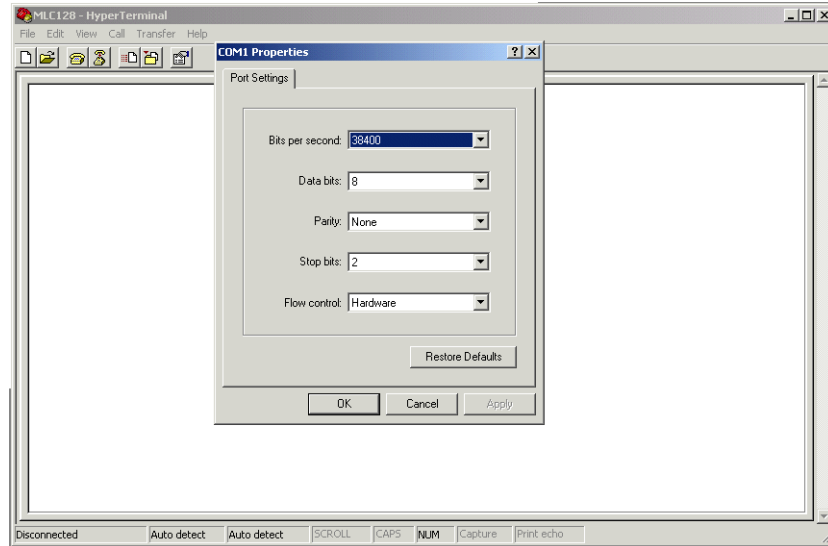 MLC128 - HyperTerminal
File Edit View Call Transfer Help
COM1 Properties
Port Settings
Bits per second: 38400
Data bits: 8
Parity: None
Stop bits: 2
Flow control: Hardware
Restore Defaults
OK Cancel Apply
Disconnected Auto detect Auto detect SCROLL CAPS NUM Capture Print echo